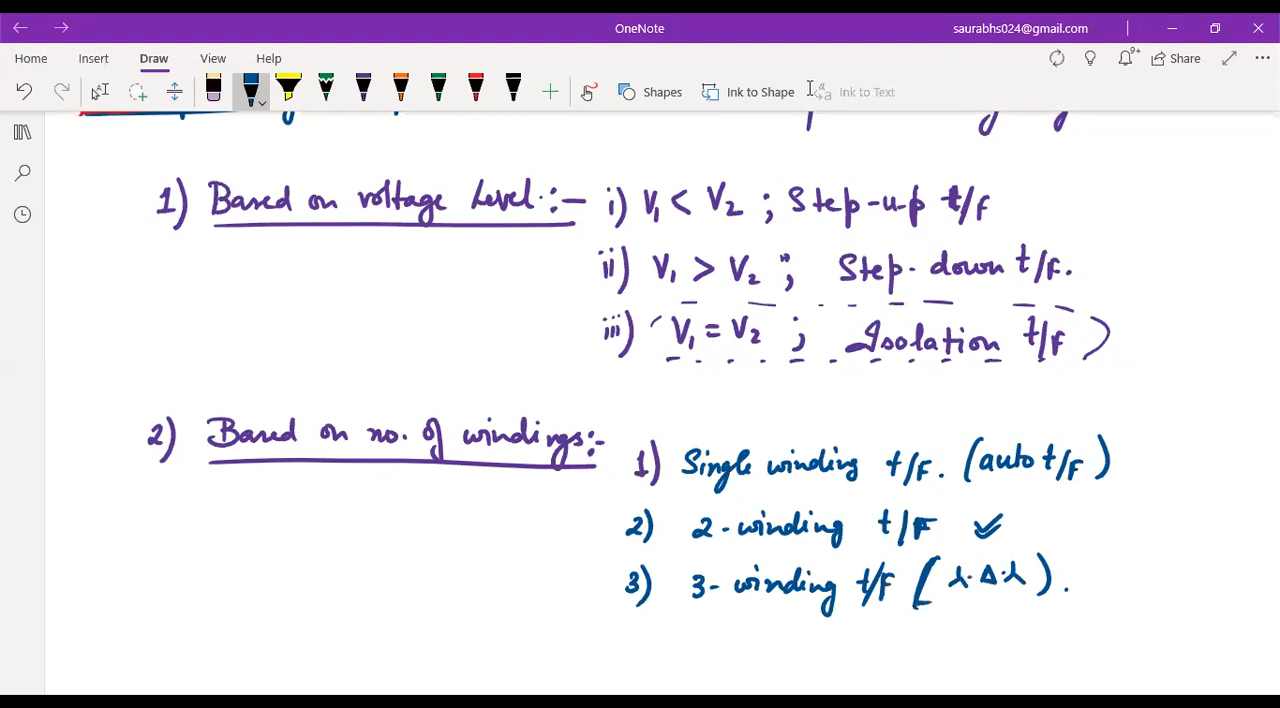 OneNote
saurabhs024@gmail.com
Home Insert Draw View Help
Share
Shapes Ink to Shape Ink to Text
1) Based on voltage level :- i) V1 < V2 ; Step-up t/f
ii) V1 > V2 ; Step-down t/f.
iii) ( V1 = V2 ; Isolation t/f )
2) Based on no. of windings :-
1) Single winding t/F. (auto t/F)
2) 2-winding t/F ✓
3) 3-winding t/F [ ⅄-Δ-⅄ ).